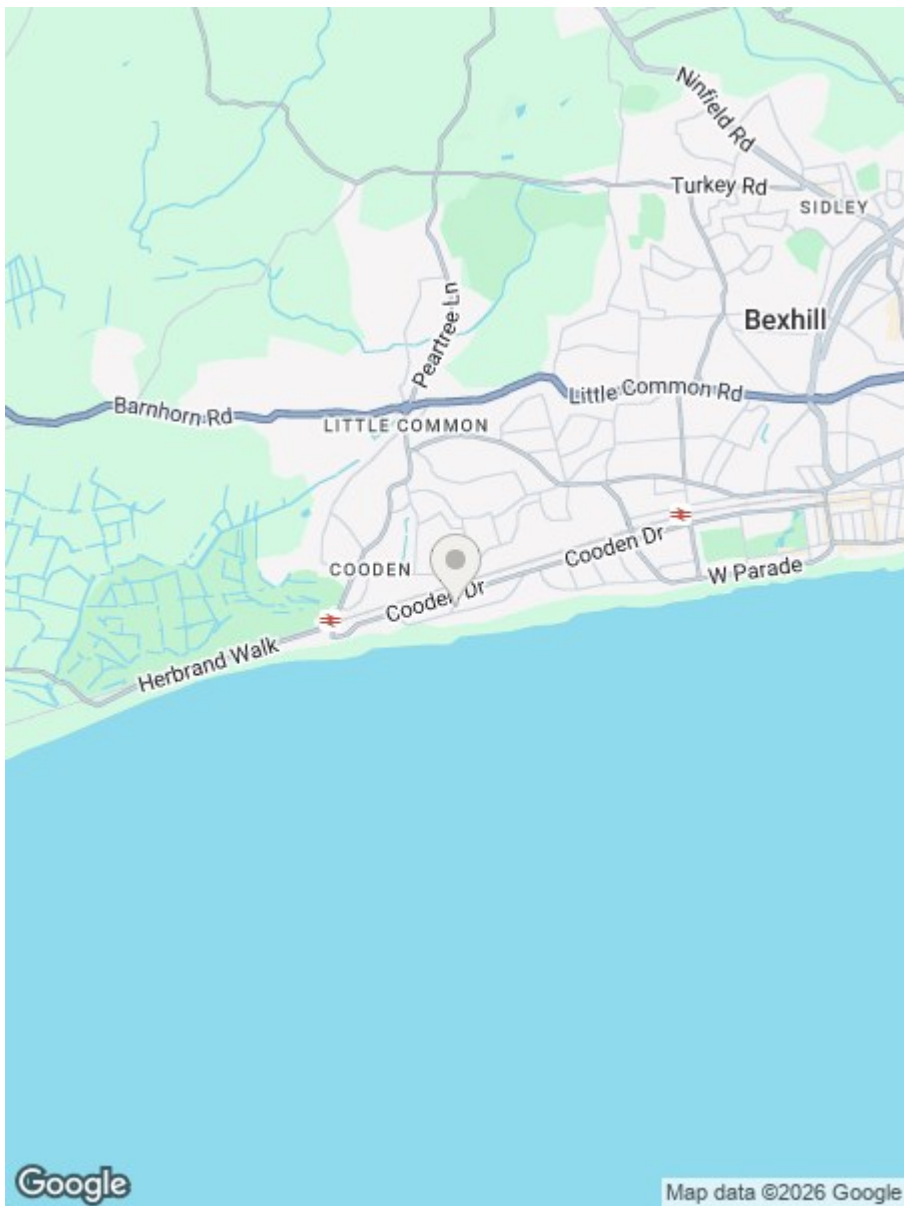 Ninfield Rd
Turkey Rd
SIDLEY
Peartree Ln
Bexhill
Little Common Rd
Barnhorn Rd
LITTLE COMMON
COODEN
Cooden Dr
Cooden Dr
W Parade
Herbrand Walk
Google
Map data ©2026 Google